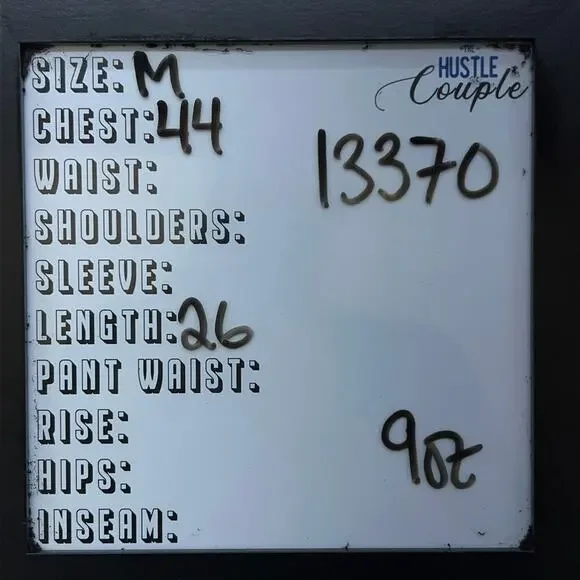 THE
HUSTLE
Couple
SIZE: M
CHEST: 44
13370
WAIST:
SHOULDERS:
SLEEVE:
LENGTH: 26
PANT WAIST:
RISE:
9oz
HIPS:
INSEAM: